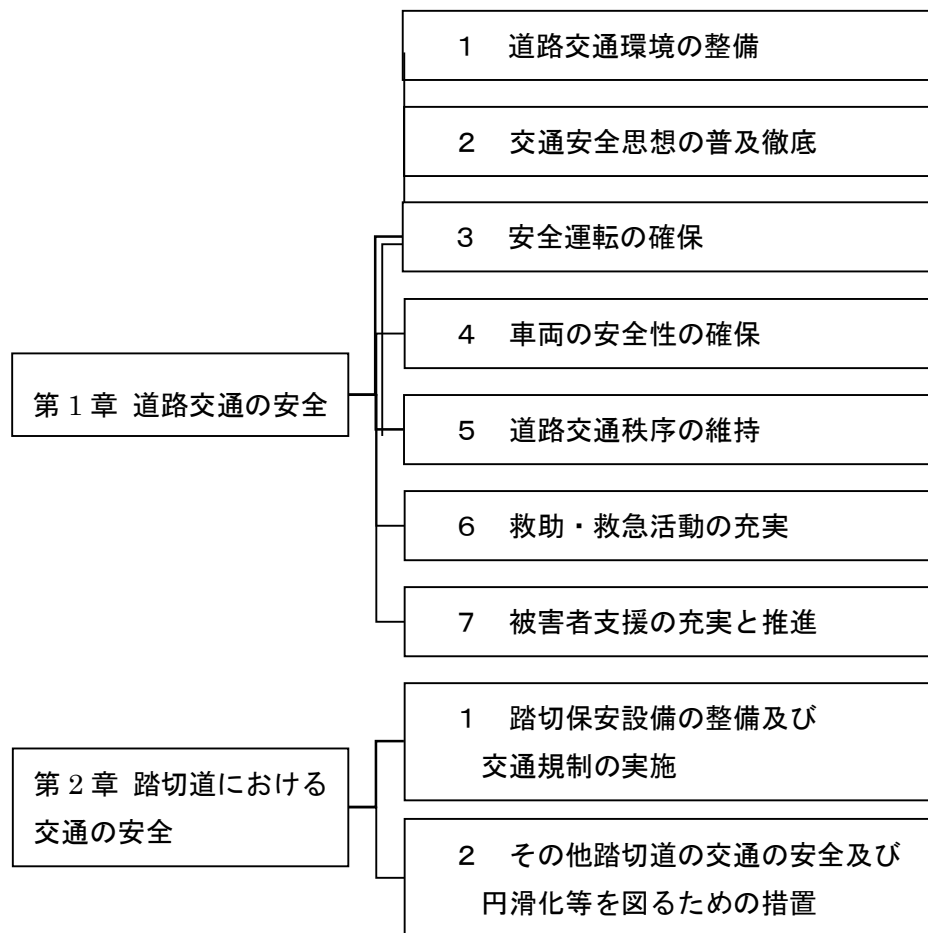 第1章 道路交通の安全
１　道路交通環境の整備
２　交通安全思想の普及徹底
３　安全運転の確保
４　車両の安全性の確保
５　道路交通秩序の維持
６　救助・救急活動の充実
７　被害者支援の充実と推進
第2章 踏切道における
交通の安全
１　踏切保安設備の整備及び
交通規制の実施
２　その他踏切道の交通の安全及び
円滑化等を図るための措置